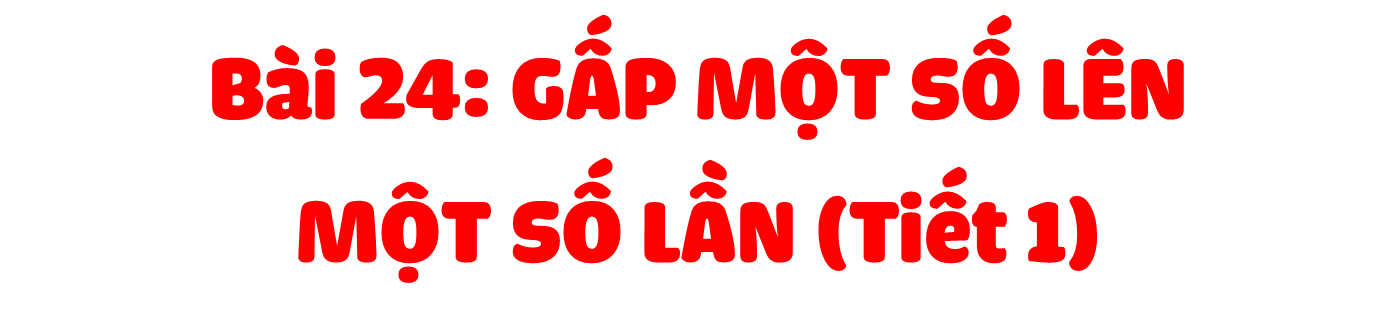 Bài 24: GẤP MỘT SỐ LÊN
MỘT SỐ LẦN (Tiết 1)